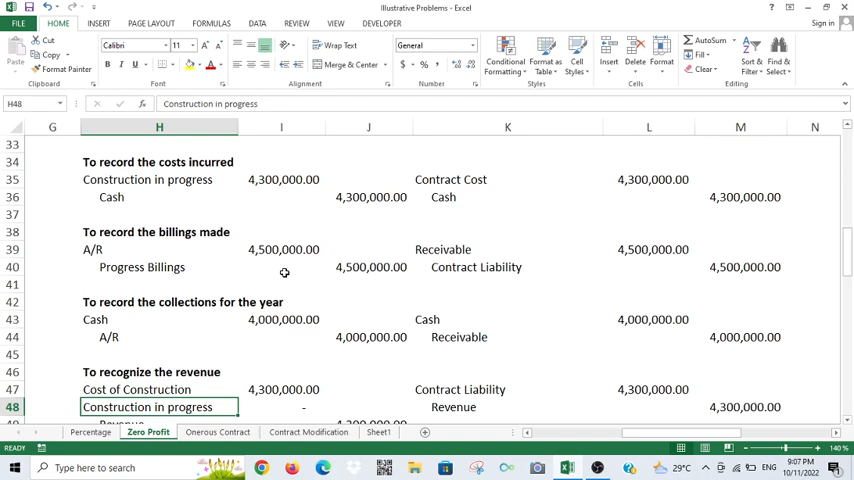 Illustrative Problems - Excel
FILE HOME INSERT PAGE LAYOUT FORMULAS DATA REVIEW VIEW DEVELOPER Sign in
Cut
Copy
Format Painter
Paste
Clipboard
Calibri 11
B I U
Font
Wrap Text
Merge & Center
Alignment
General
$ % ,
Number
Conditional Formatting
Format as Table
Cell Styles
Styles
Insert Delete Format
Cells
AutoSum
Fill
Clear
Sort & Filter
Find & Select
Editing
H48 Construction in progress
G H I J K L M N
33
34 To record the costs incurred
35 Construction in progress 4,300,000.00 Contract Cost 4,300,000.00
36 Cash 4,300,000.00 Cash 4,300,000.00
37
38 To record the billings made
39 A/R 4,500,000.00 Receivable 4,500,000.00
40 Progress Billings 4,500,000.00 Contract Liability 4,500,000.00
41
42 To record the collections for the year
43 Cash 4,000,000.00 Cash 4,000,000.00
44 A/R 4,000,000.00 Receivable 4,000,000.00
45
46 To recognize the revenue
47 Cost of Construction 4,300,000.00 Contract Liability 4,300,000.00
48 Construction in progress - Revenue 4,300,000.00
Percentage Zero Profit Onerous Contract Contract Modification Sheet1
READY 140 %
Type here to search 29°C ENG 9:07 PM 10/11/2022